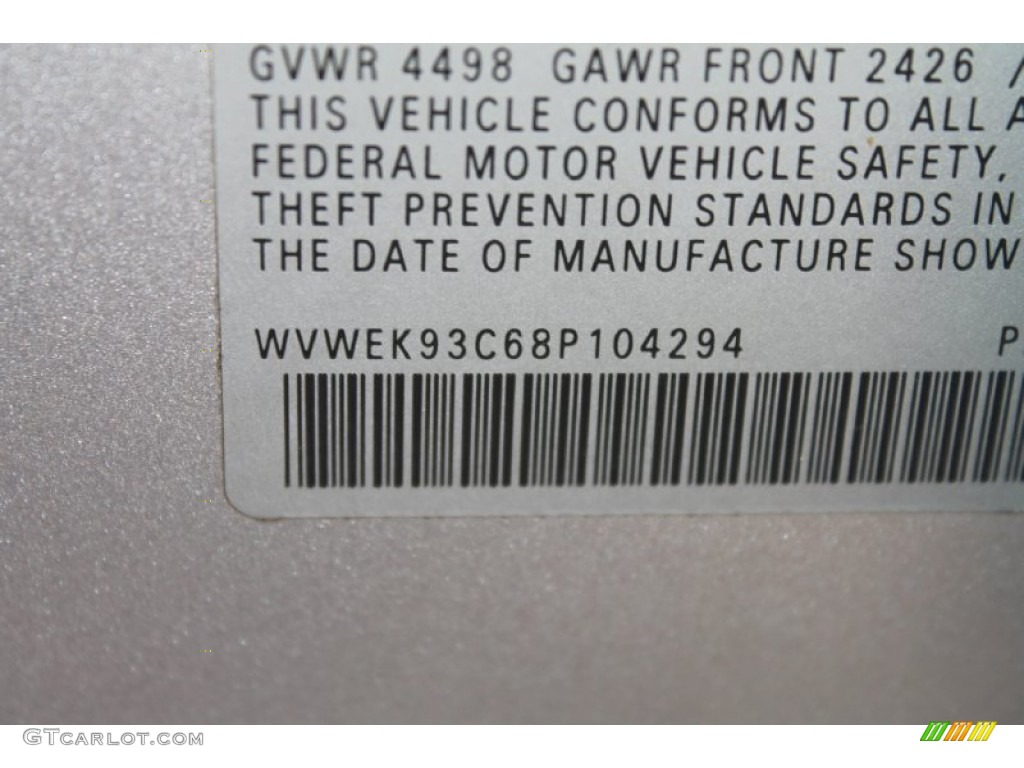 GVWR 4498 GAWR FRONT 2426
THIS VEHICLE CONFORMS TO ALL A
FEDERAL MOTOR VEHICLE SAFETY,
THEFT PREVENTION STANDARDS IN
THE DATE OF MANUFACTURE SHOW
WVWEK93C68P104294 P
GTCARLOT.COM